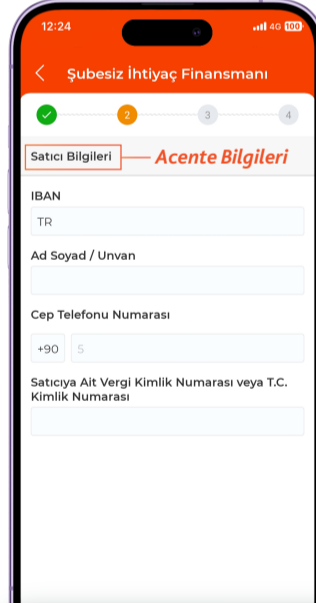 12:24
4G 100
Şubesiz İhtiyaç Finansmanı
2 3 4
Satıcı Bilgileri Acente Bilgileri
IBAN
TR
Ad Soyad / Unvan
Cep Telefonu Numarası
+90 5
Satıcıya Ait Vergi Kimlik Numarası veya T.C.
Kimlik Numarası